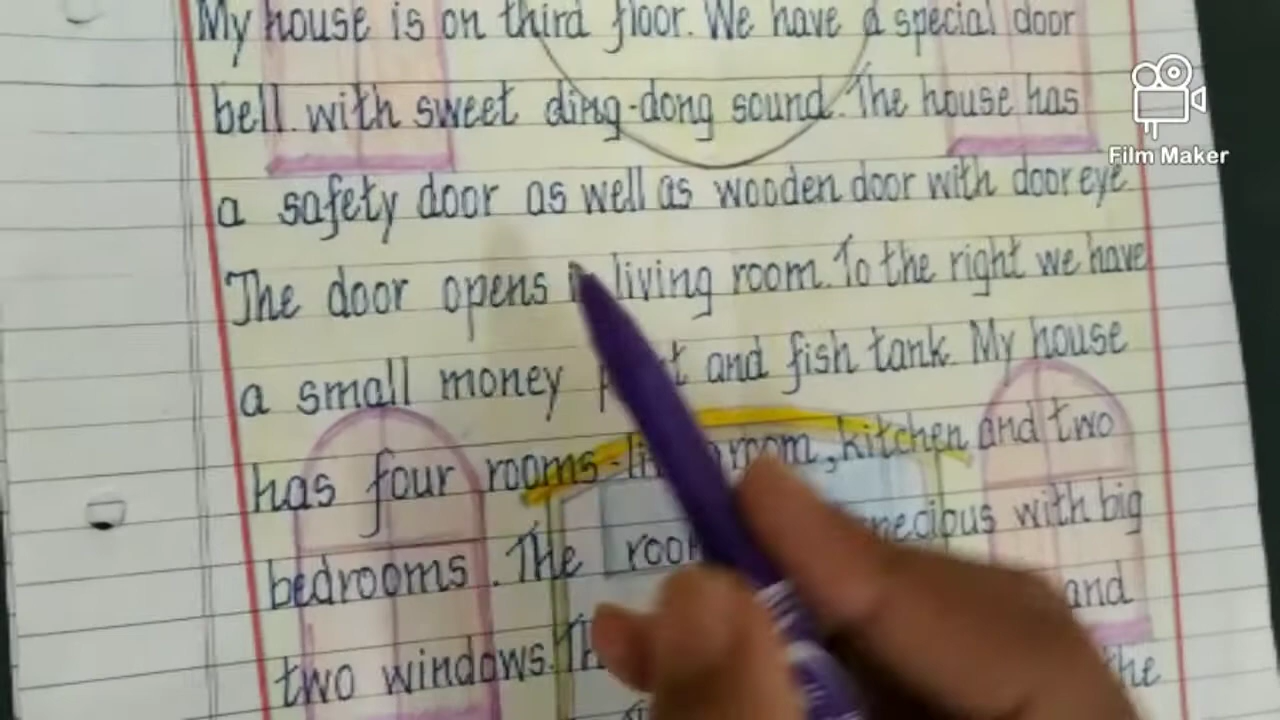 My house is on third floor. We have a special door
bell. with sweet ding-dong sound. The house has
a safety door as well as wooden door with door eye
The door opens living room. To the right we have
a small money and fish tank. My house
has four rooms - room, kitchen and two
bedrooms. The with big
two windows. and
the
Film Maker